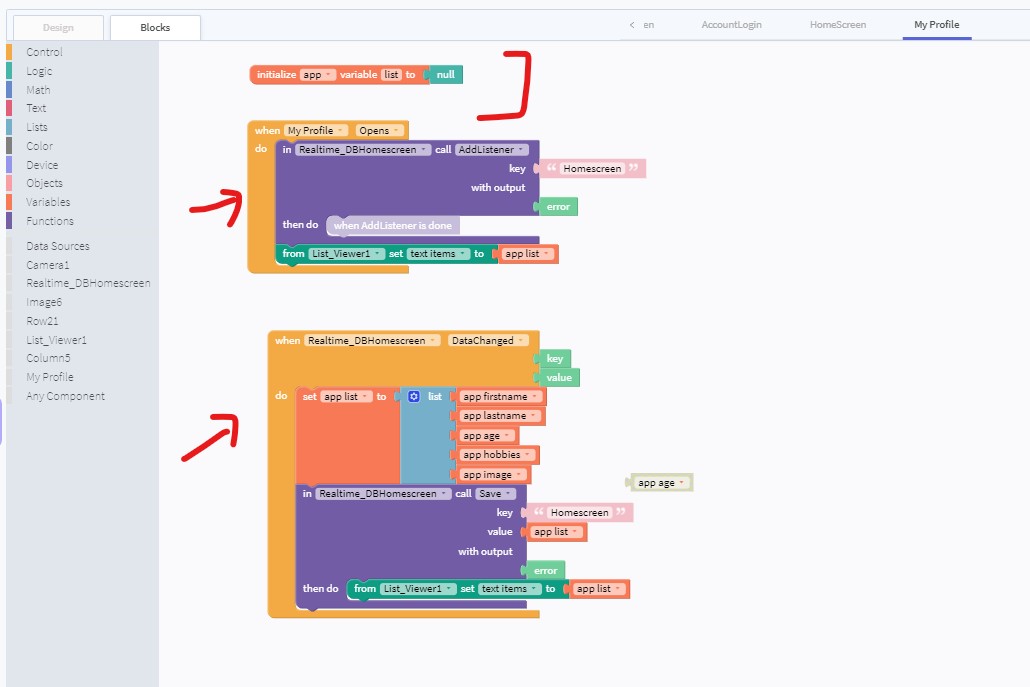 Design Blocks < en AccountLogin HomeScreen My Profile
Control
Logic
Math
Text
Lists
Color
Device
Objects
Variables
Functions
Data Sources
Camera1
Realtime_DBHomescreen
Image6
Row21
List_Viewer1
Column5
My Profile
Any Component
initialize app variable list to null
when My Profile Opens
do in Realtime_DBHomescreen call AddListener
key “ Homescreen ”
with output
error
then do when AddListener is done
from List_Viewer1 set text items to app list
when Realtime_DBHomescreen DataChanged
key
value
do set app list to list app firstname
app lastname
app age
app hobbies
app image
app age
in Realtime_DBHomescreen call Save
key “ Homescreen ”
value app list
with output
error
then do from List_Viewer1 set text items to app list